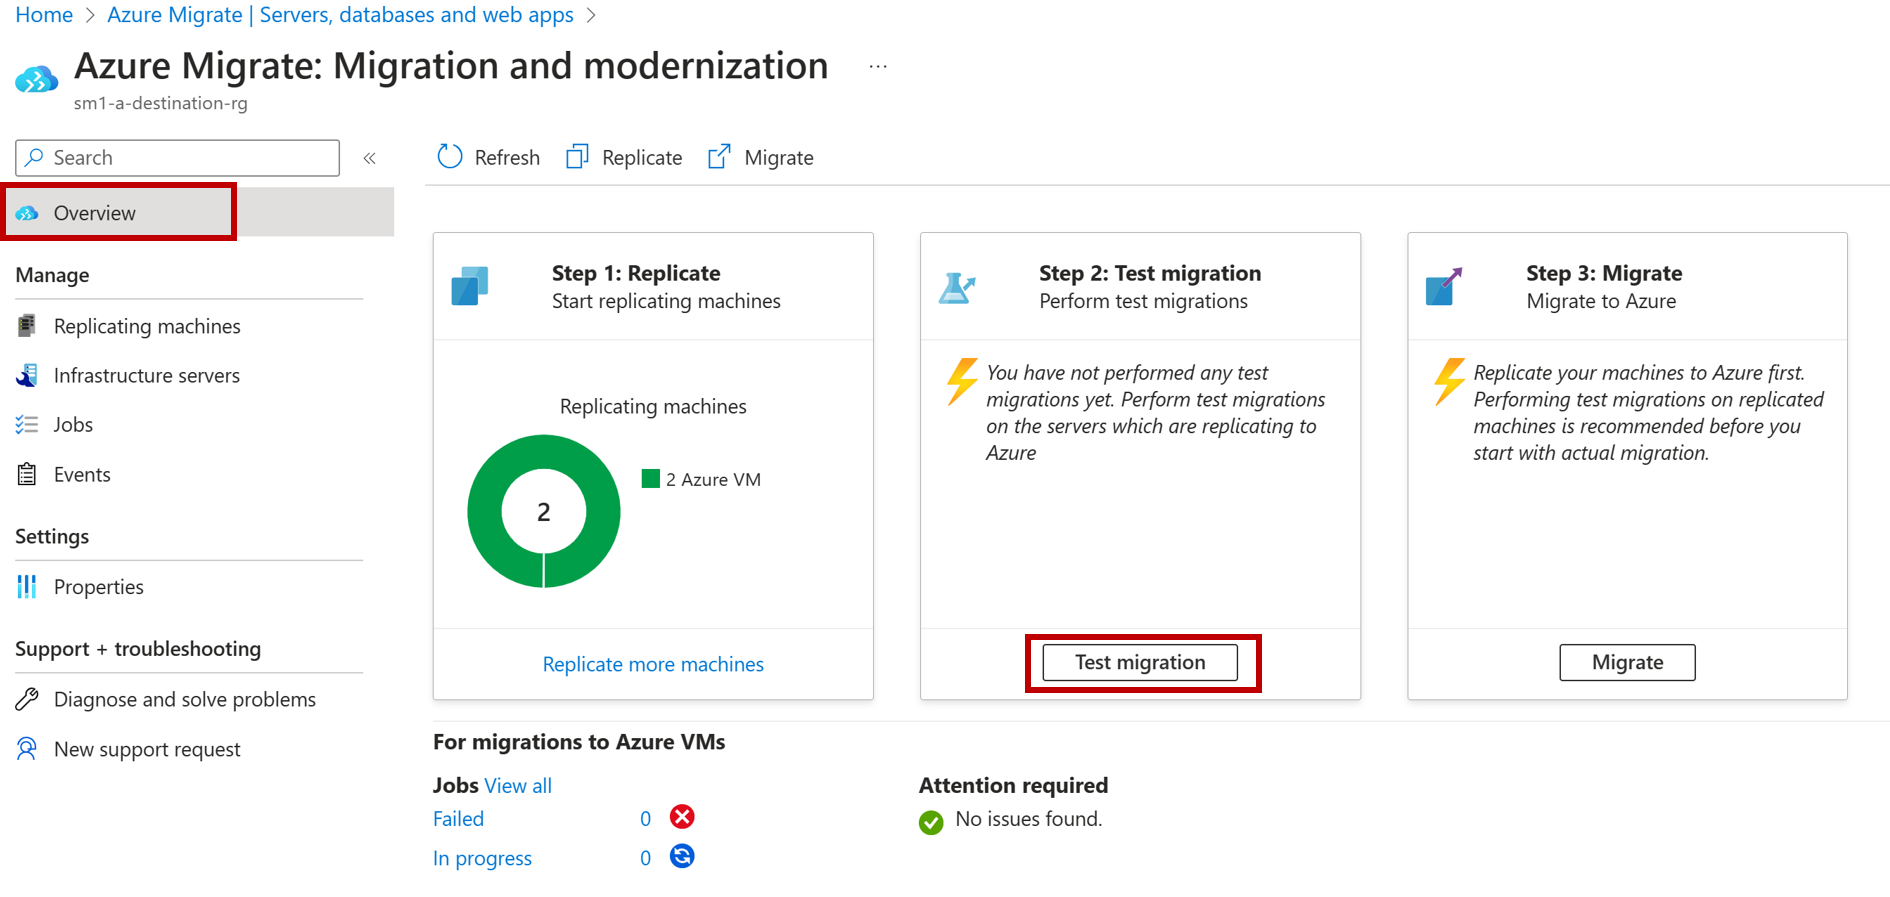 Home > Azure Migrate | Servers, databases and web apps >
Azure Migrate: Migration and modernization ...
sm1-a-destination-rg
Search «
Refresh Replicate Migrate
Overview
Manage
Replicating machines
Infrastructure servers
Jobs
Events
Settings
Properties
Support + troubleshooting
Diagnose and solve problems
New support request
Step 1: Replicate
Start replicating machines
Replicating machines
2
2 Azure VM
Replicate more machines
Step 2: Test migration
Perform test migrations
You have not performed any test
migrations yet. Perform test migrations
on the servers which are replicating to
Azure
Test migration
Step 3: Migrate
Migrate to Azure
Replicate your machines to Azure first.
Performing test migrations on replicated
machines is recommended before you
start with actual migration.
Migrate
For migrations to Azure VMs
Jobs View all
Failed 0
In progress 0
Attention required
No issues found.